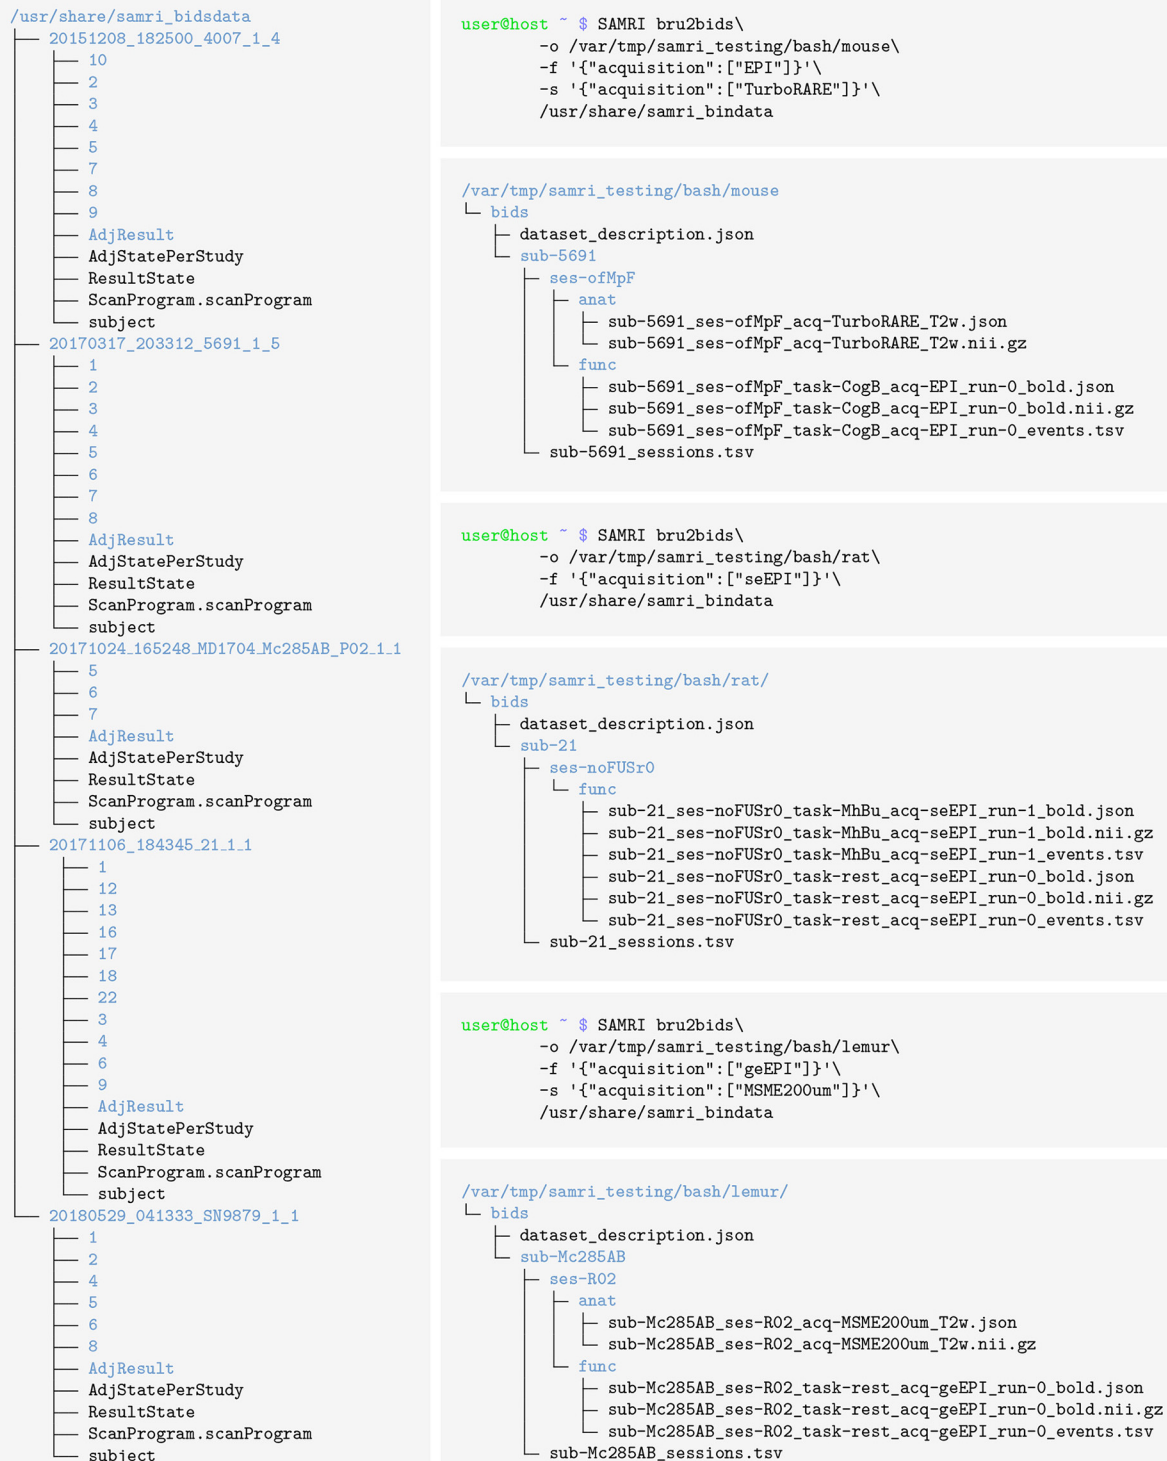 /usr/share/samri_bidsdata
20151208_182500_4007_1_4
10
2
3
4
5
7
8
9
AdjResult
AdjStatePerStudy
ResultState
ScanProgram.scanProgram
subject
20170317_203312_5691_1_5
1
2
3
4
5
6
7
8
AdjResult
AdjStatePerStudy
ResultState
ScanProgram.scanProgram
subject
20171024_165248_MD1704_Mc285AB_P02_1_1
5
6
7
AdjResult
AdjStatePerStudy
ResultState
ScanProgram.scanProgram
subject
20171106_184345_21_1_1
1
12
13
16
17
18
22
3
4
6
9
AdjResult
AdjStatePerStudy
ResultState
ScanProgram.scanProgram
subject
20180529_041333_SN9879_1_1
1
2
4
5
6
8
AdjResult
AdjStatePerStudy
ResultState
ScanProgram.scanProgram
subject
user@host ~ $ SAMRI bru2bids\
-o /var/tmp/samri_testing/bash/mouse\
-f '{"acquisition":["EPI"]}'\
-s '{"acquisition":["TurboRARE"]}'\
/usr/share/samri_bindata
/var/tmp/samri_testing/bash/mouse
bids
dataset_description.json
sub-5691
ses-ofMpF
anat
sub-5691_ses-ofMpF_acq-TurboRARE_T2w.json
sub-5691_ses-ofMpF_acq-TurboRARE_T2w.nii.gz
func
sub-5691_ses-ofMpF_task-CogB_acq-EPI_run-0_bold.json
sub-5691_ses-ofMpF_task-CogB_acq-EPI_run-0_bold.nii.gz
sub-5691_ses-ofMpF_task-CogB_acq-EPI_run-0_events.tsv
sub-5691_sessions.tsv
user@host ~ $ SAMRI bru2bids\
-o /var/tmp/samri_testing/bash/rat\
-f '{"acquisition":["seEPI"]}'\
/usr/share/samri_bindata
/var/tmp/samri_testing/bash/rat/
bids
dataset_description.json
sub-21
ses-noFUSr0
func
sub-21_ses-noFUSr0_task-MhBu_acq-seEPI_run-1_bold.json
sub-21_ses-noFUSr0_task-MhBu_acq-seEPI_run-1_bold.nii.gz
sub-21_ses-noFUSr0_task-MhBu_acq-seEPI_run-1_events.tsv
sub-21_ses-noFUSr0_task-rest_acq-seEPI_run-0_bold.json
sub-21_ses-noFUSr0_task-rest_acq-seEPI_run-0_bold.nii.gz
sub-21_ses-noFUSr0_task-rest_acq-seEPI_run-0_events.tsv
sub-21_sessions.tsv
user@host ~ $ SAMRI bru2bids\
-o /var/tmp/samri_testing/bash/lemur\
-f '{"acquisition":["geEPI"]}'\
-s '{"acquisition":["MSME200um"]}'\
/usr/share/samri_bindata
/var/tmp/samri_testing/bash/lemur/
bids
dataset_description.json
sub-Mc285AB
ses-R02
anat
sub-Mc285AB_ses-R02_acq-MSME200um_T2w.json
sub-Mc285AB_ses-R02_acq-MSME200um_T2w.nii.gz
func
sub-Mc285AB_ses-R02_task-rest_acq-geEPI_run-0_bold.json
sub-Mc285AB_ses-R02_task-rest_acq-geEPI_run-0_bold.nii.gz
sub-Mc285AB_ses-R02_task-rest_acq-geEPI_run-0_events.tsv
sub-Mc285AB_sessions.tsv